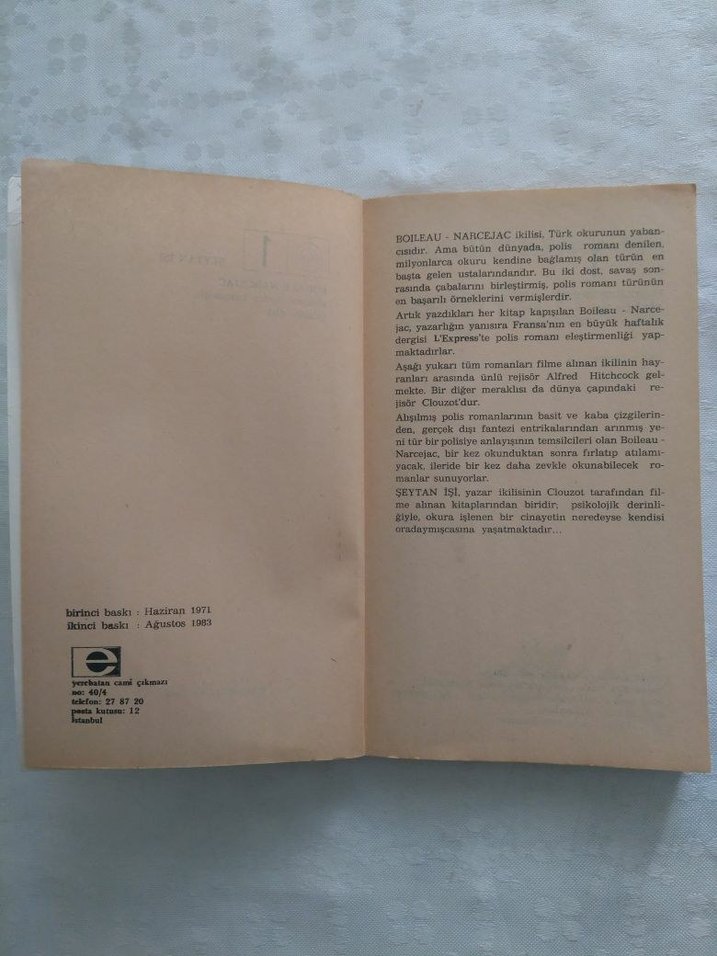 1
ŞEYTAN İŞİ
birinci baskı : Haziran 1971
ikinci baskı : Ağustos 1983
e
yerebatan cami çıkmazı
no: 40/4
telefon: 27 87 20
posta kutusu: 12
İstanbul
BOILEAU - NARCEJAC ikilisi, Türk okurunun yaban-
cısıdır. Ama bütün dünyada, polis romanı denilen,
milyonlarca okuru kendine bağlamış olan türün en
başta gelen ustalarındandır. Bu iki dost, savaş son-
rasında çabalarını birleştirmiş, polis romanı türünün
en başarılı örneklerini vermişlerdir.
Artık yazdıkları her kitap kapışılan Boileau - Narce-
jac, yazarlığın yanısıra Fransa'nın en büyük haftalık
dergisi L'Express'te polis romanı eleştirmenliği yap-
maktadırlar.
Aşağı yukarı tüm romanları filme alınan ikilinin hay-
ranları arasında ünlü rejisör Alfred Hitchcock gel-
mekte. Bir diğer meraklısı da dünya çapındaki re-
jisör Clouzot'dur.
Alışılmış polis romanlarının basit ve kaba çizgilerin-
den, gerçek dışı fantezi entrikalarından arınmış ye-
ni tür bir polisiye anlayışının temsilcileri olan Boileau -
Narcejac, bir kez okunduktan sonra fırlatıp atılamı-
yacak, ileride bir kez daha zevkle okunabilecek ro-
manlar sunuyorlar.
ŞEYTAN İŞİ, yazar ikilisinin Clouzot tarafından fil-
me alınan kitaplarından biridir, psikolojik derinli-
ğiyle, okura işlenen bir cinayetin neredeyse kendisi
oradaymışcasına yaşatmaktadır...